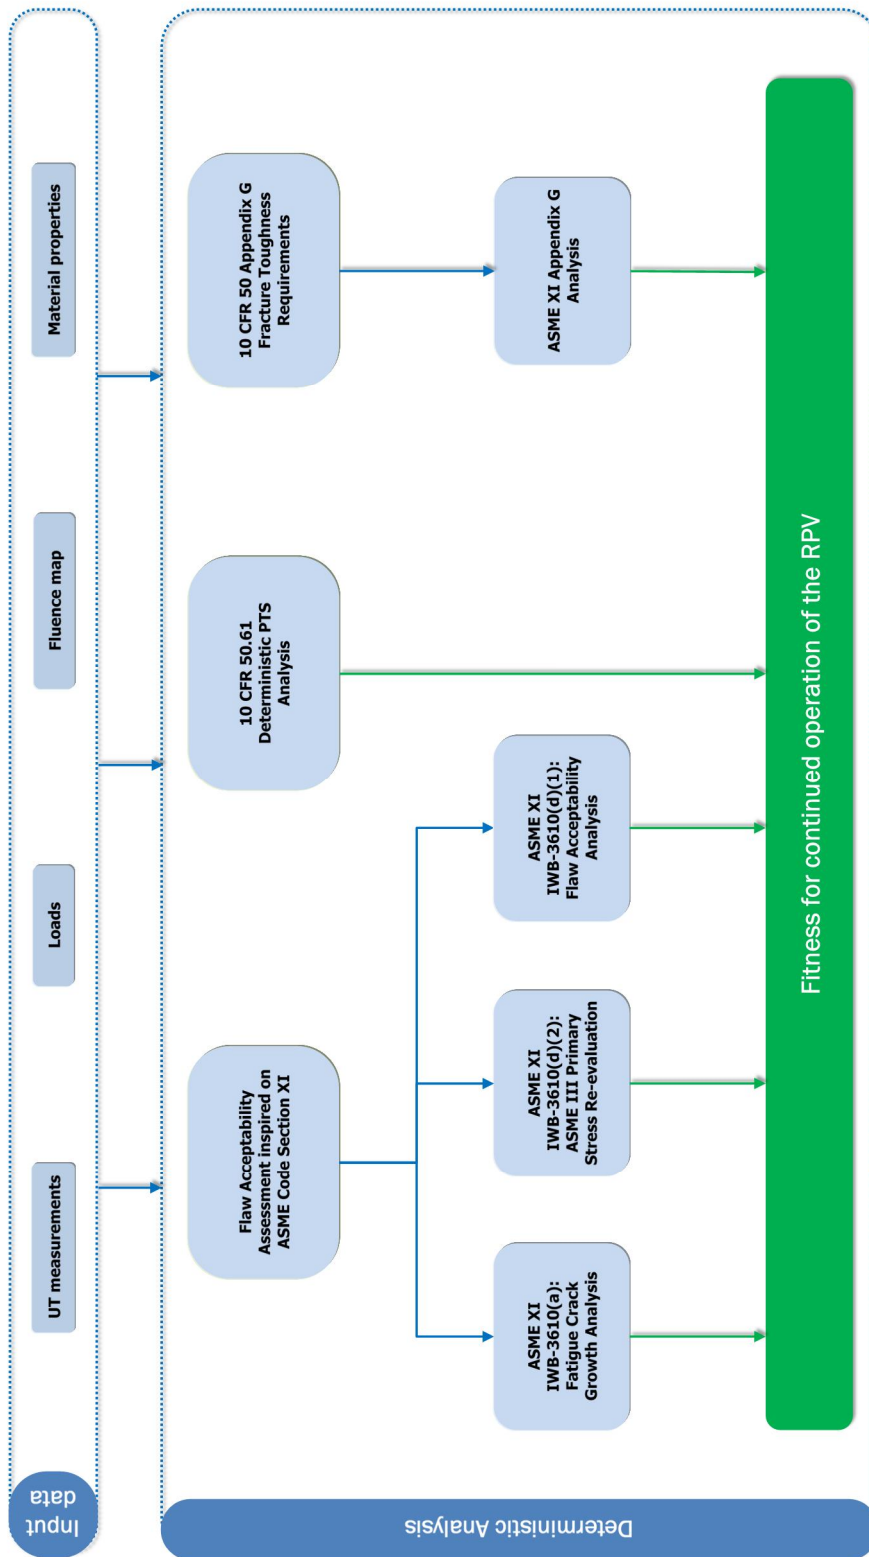 Input
data
UT measurements
Loads
Fluence map
Material properties
Deterministic Analysis
Flaw Acceptability
Assessment inspired on
ASME Code Section XI
10 CFR 50.61
Deterministic PTS
Analysis
10 CFR 50 Appendix G
Fracture Toughness
Requirements
ASME XI
IWB-3610(a):
Fatigue Crack
Growth Analysis
ASME XI
IWB-3610(d)(2):
ASME III Primary
Stress Re-evaluation
ASME XI
IWB-3610(d)(1):
Flaw Acceptability
Analysis
ASME XI Appendix G
Analysis
Fitness for continued operation of the RPV